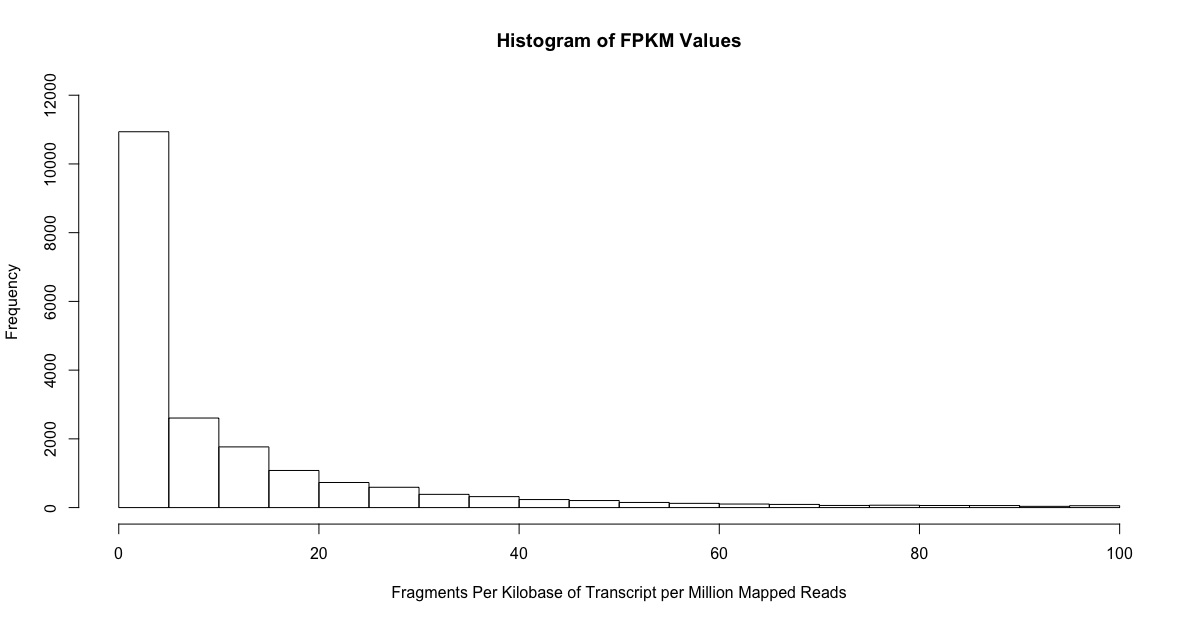 Histogram of FPKM Values
12000
10000
8000
6000
4000
2000
0
Frequency
0 20 40 60 80 100
Fragments Per Kilobase of Transcript per Million Mapped Reads